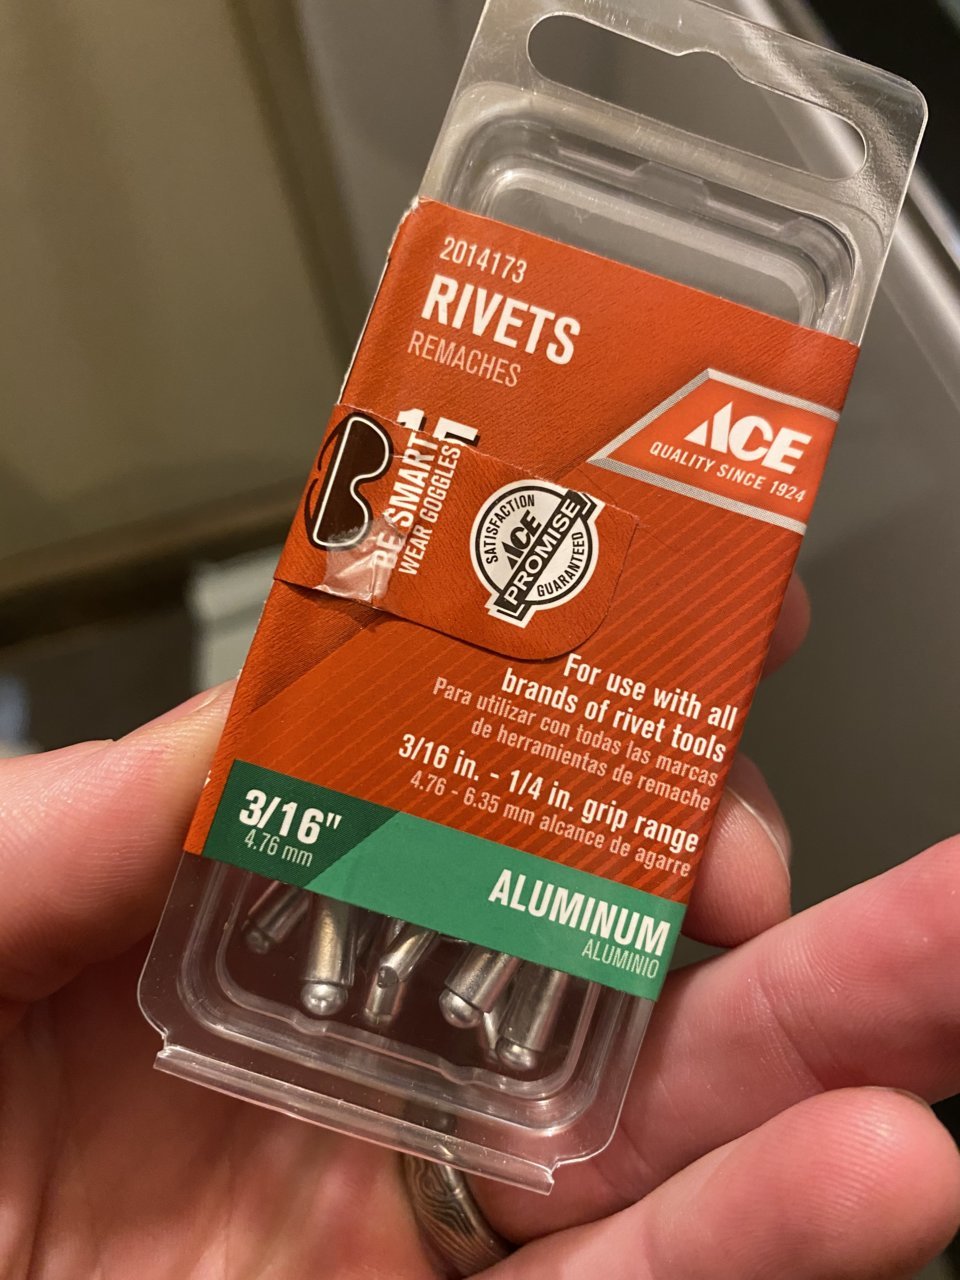 2014173
RIVETS
REMACHES
15
BE SMART
WEAR GOGGLES
SATISFACTION
ACE
PROMISE
GUARANTEED
ACE
QUALITY SINCE 1924
For use with all
brands of rivet tools
Para utilizar con todas las marcas
de herramientas de remache
3/16 in. - 1/4 in. grip range
4.76 - 6.35 mm alcance de agarre
3/16"
4.76 mm
ALUMINUM
ALUMINIO